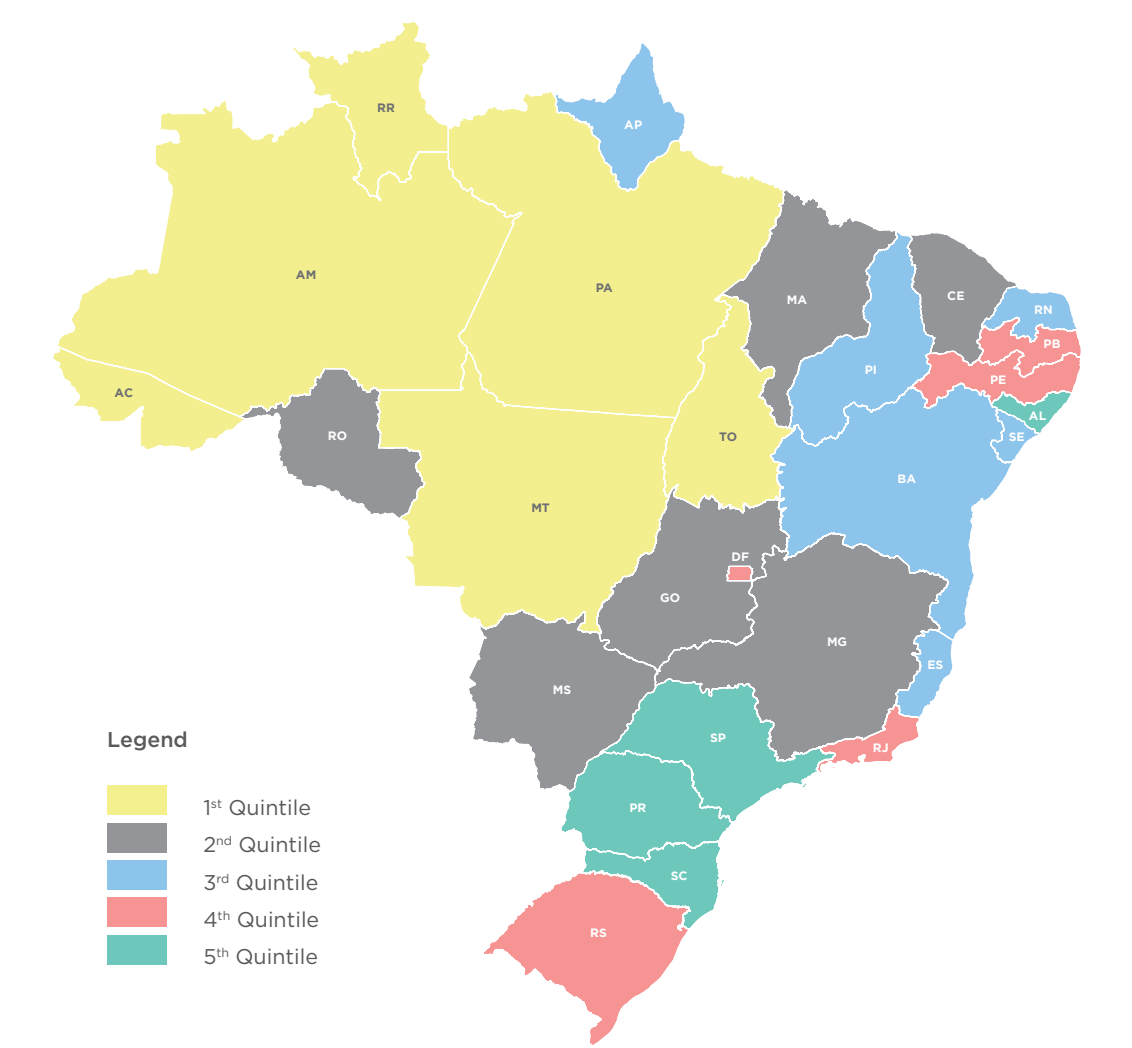 RR
AP
AM
PA
MA
CE
RN
PB
PI
PE
AC
AL
RO
TO
SE
BA
MT
DF
GO
MG
ES
MS
SP
RJ
PR
SC
RS
Legend
1st Quintile
2nd Quintile
3rd Quintile
4th Quintile
5th Quintile